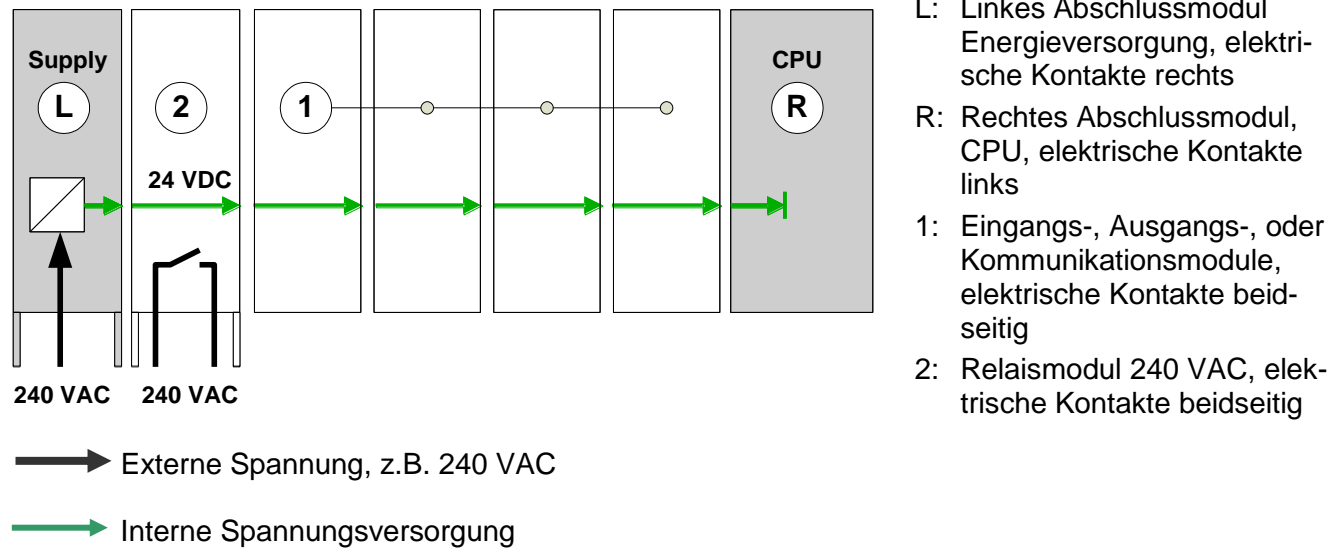 Supply
CPU
L
2
1
R
24 VDC
240 VAC
240 VAC
Externe Spannung, z.B. 240 VAC
Interne Spannungsversorgung
L: Linkes Abschlussmodul
Energieversorgung, elektri-
sche Kontakte rechts
R: Rechtes Abschlussmodul,
CPU, elektrische Kontakte
links
1: Eingangs-, Ausgangs-, oder
Kommunikationsmodule,
elektrische Kontakte beid-
seitig
2: Relaismodul 240 VAC, elek-
trische Kontakte beidseitig